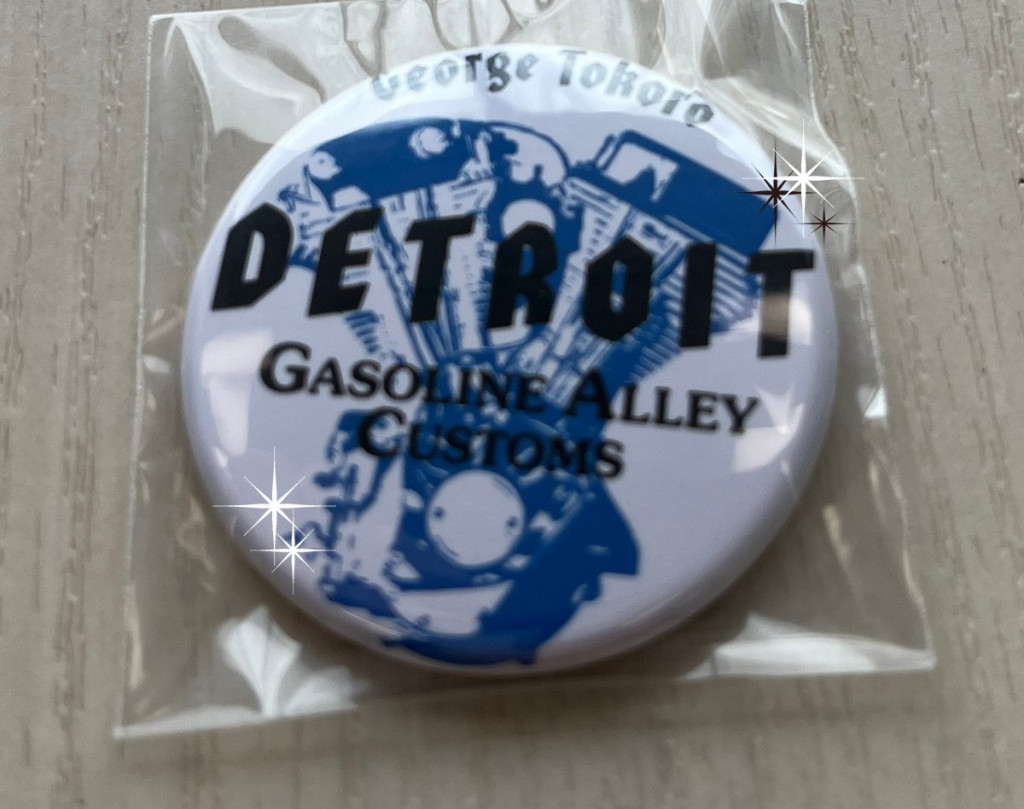 George Tokoro
DETROIT
GASOLINE ALLEY
CUSTOMS